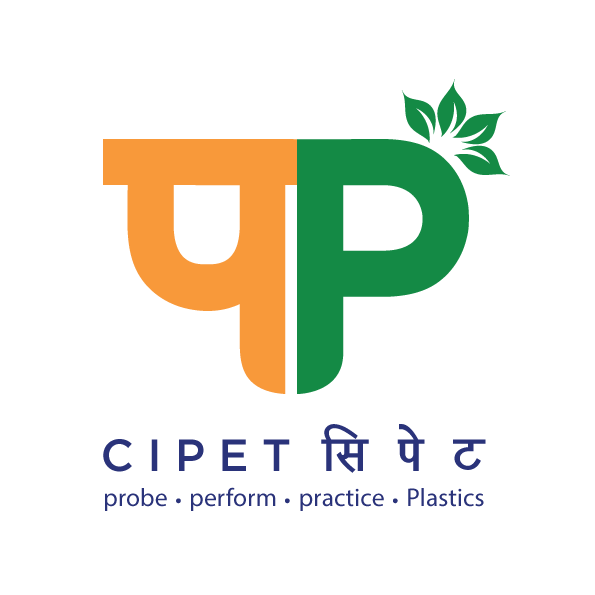 पP
CIPET सि पे ट
probe • perform • practice • Plastics